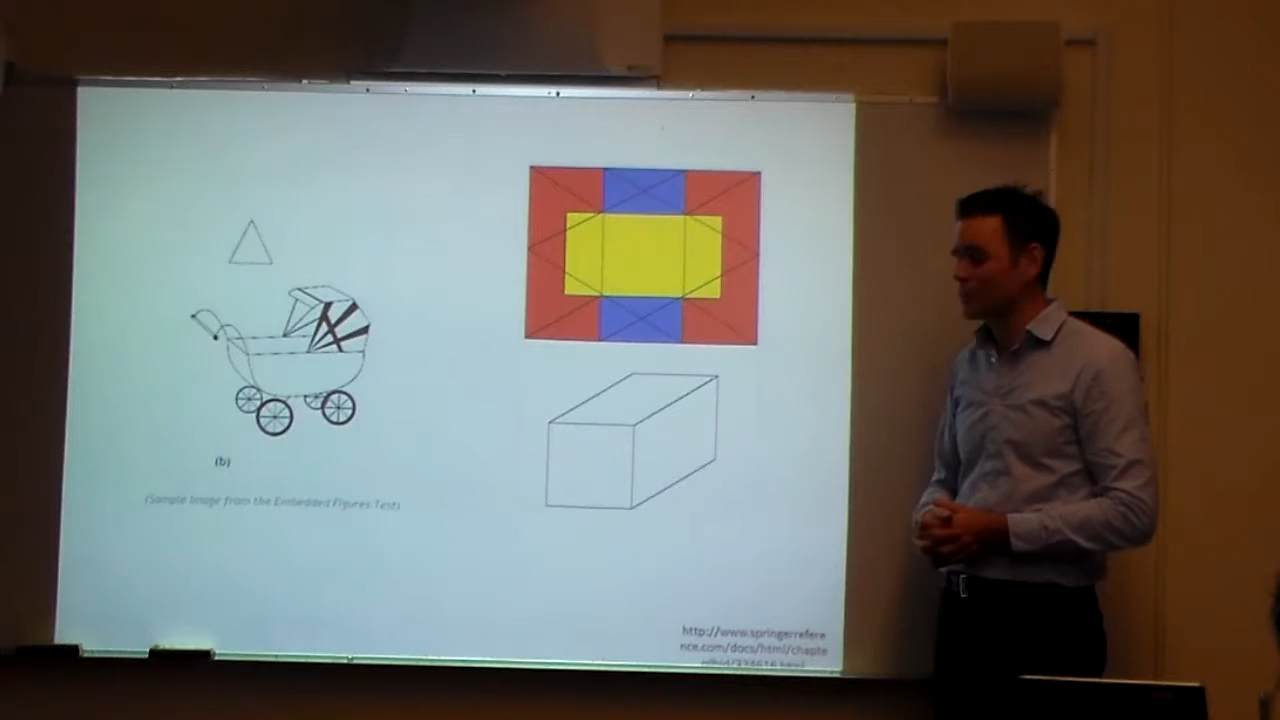 (b)
(Sample image from the Embedded Figures Test)
http://www.springerrefere
nce.com/docs/html/chapte